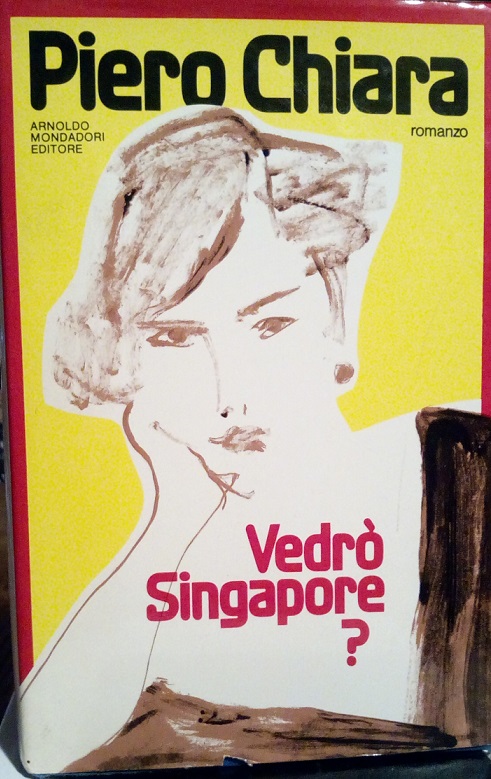 Piero Chiara
ARNOLDO
MONDADORI
EDITORE
romanzo
Vedrò
Singapore
?